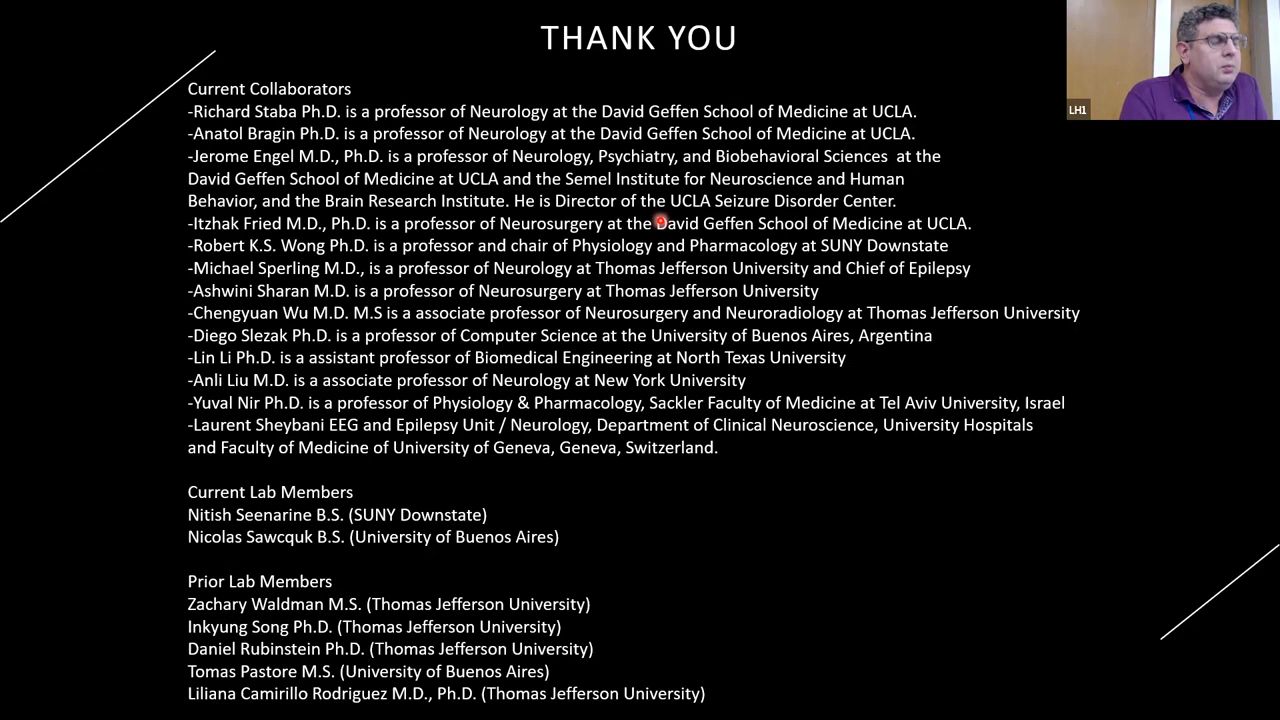 THANK YOU
LH1
Current Collaborators
-Richard Staba Ph.D. is a professor of Neurology at the David Geffen School of Medicine at UCLA.
-Anatol Bragin Ph.D. is a professor of Neurology at the David Geffen School of Medicine at UCLA.
-Jerome Engel M.D., Ph.D. is a professor of Neurology, Psychiatry, and Biobehavioral Sciences at the
David Geffen School of Medicine at UCLA and the Semel Institute for Neuroscience and Human
Behavior, and the Brain Research Institute. He is Director of the UCLA Seizure Disorder Center.
-Itzhak Fried M.D., Ph.D. is a professor of Neurosurgery at the David Geffen School of Medicine at UCLA.
-Robert K.S. Wong Ph.D. is a professor and chair of Physiology and Pharmacology at SUNY Downstate
-Michael Sperling M.D., is a professor of Neurology at Thomas Jefferson University and Chief of Epilepsy
-Ashwini Sharan M.D. is a professor of Neurosurgery at Thomas Jefferson University
-Chengyuan Wu M.D. M.S is a associate professor of Neurosurgery and Neuroradiology at Thomas Jefferson University
-Diego Slezak Ph.D. is a professor of Computer Science at the University of Buenos Aires, Argentina
-Lin Li Ph.D. is a assistant professor of Biomedical Engineering at North Texas University
-Anli Liu M.D. is a associate professor of Neurology at New York University
-Yuval Nir Ph.D. is a professor of Physiology & Pharmacology, Sackler Faculty of Medicine at Tel Aviv University, Israel
-Laurent Sheybani EEG and Epilepsy Unit / Neurology, Department of Clinical Neuroscience, University Hospitals
and Faculty of Medicine of University of Geneva, Geneva, Switzerland.
Current Lab Members
Nitish Seenarine B.S. (SUNY Downstate)
Nicolas Sawcquk B.S. (University of Buenos Aires)
Prior Lab Members
Zachary Waldman M.S. (Thomas Jefferson University)
Inkyung Song Ph.D. (Thomas Jefferson University)
Daniel Rubinstein Ph.D. (Thomas Jefferson University)
Tomas Pastore M.S. (University of Buenos Aires)
Liliana Camirillo Rodriguez M.D., Ph.D. (Thomas Jefferson University)